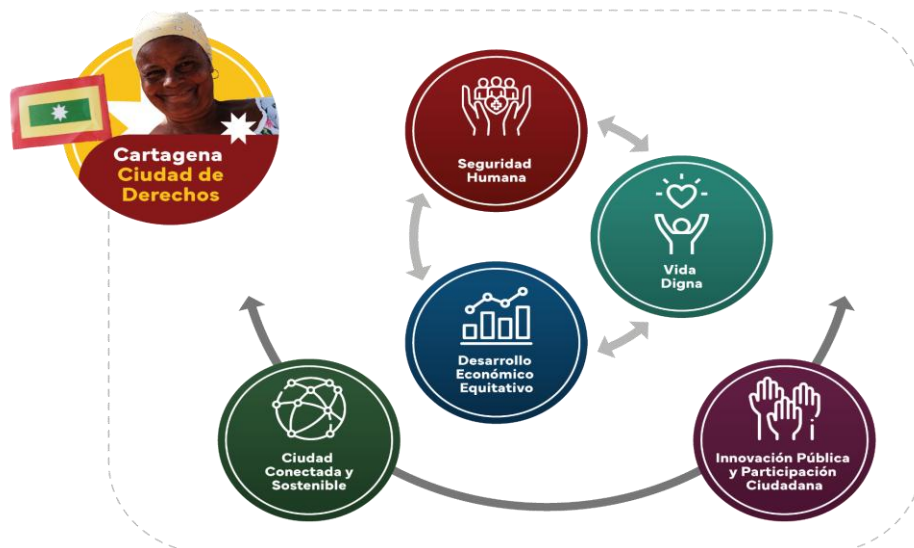 Cartagena
Ciudad de
Derechos
Seguridad
Humana
Vida
Digna
Desarrollo
Económico
Equitativo
Ciudad
Conectada y
Sostenible
Innovación Pública
y Participación
Ciudadana